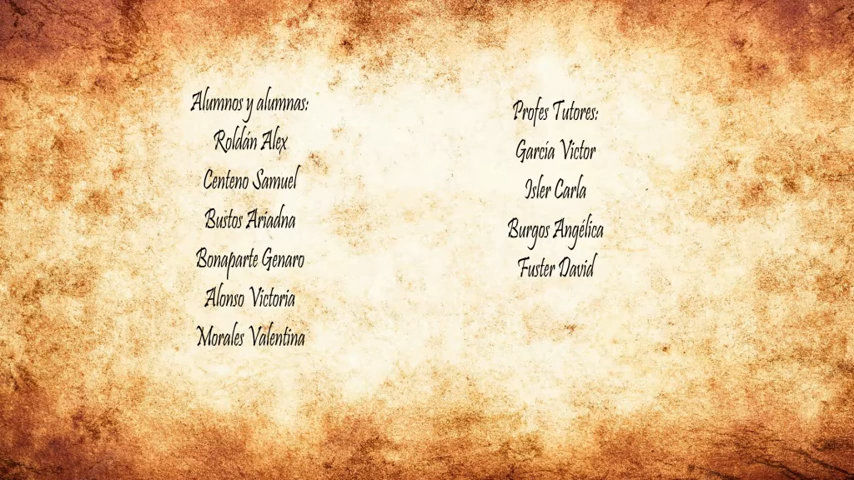 Alumnos y alumnas:
Roldán Alex
Centeno Samuel
Bustos Ariadna
Bonaparte Genaro
Alonso Victoria
Morales Valentina
Profes Tutores:
García Victor
Isler Carla
Burgos Angélica
Fuster David